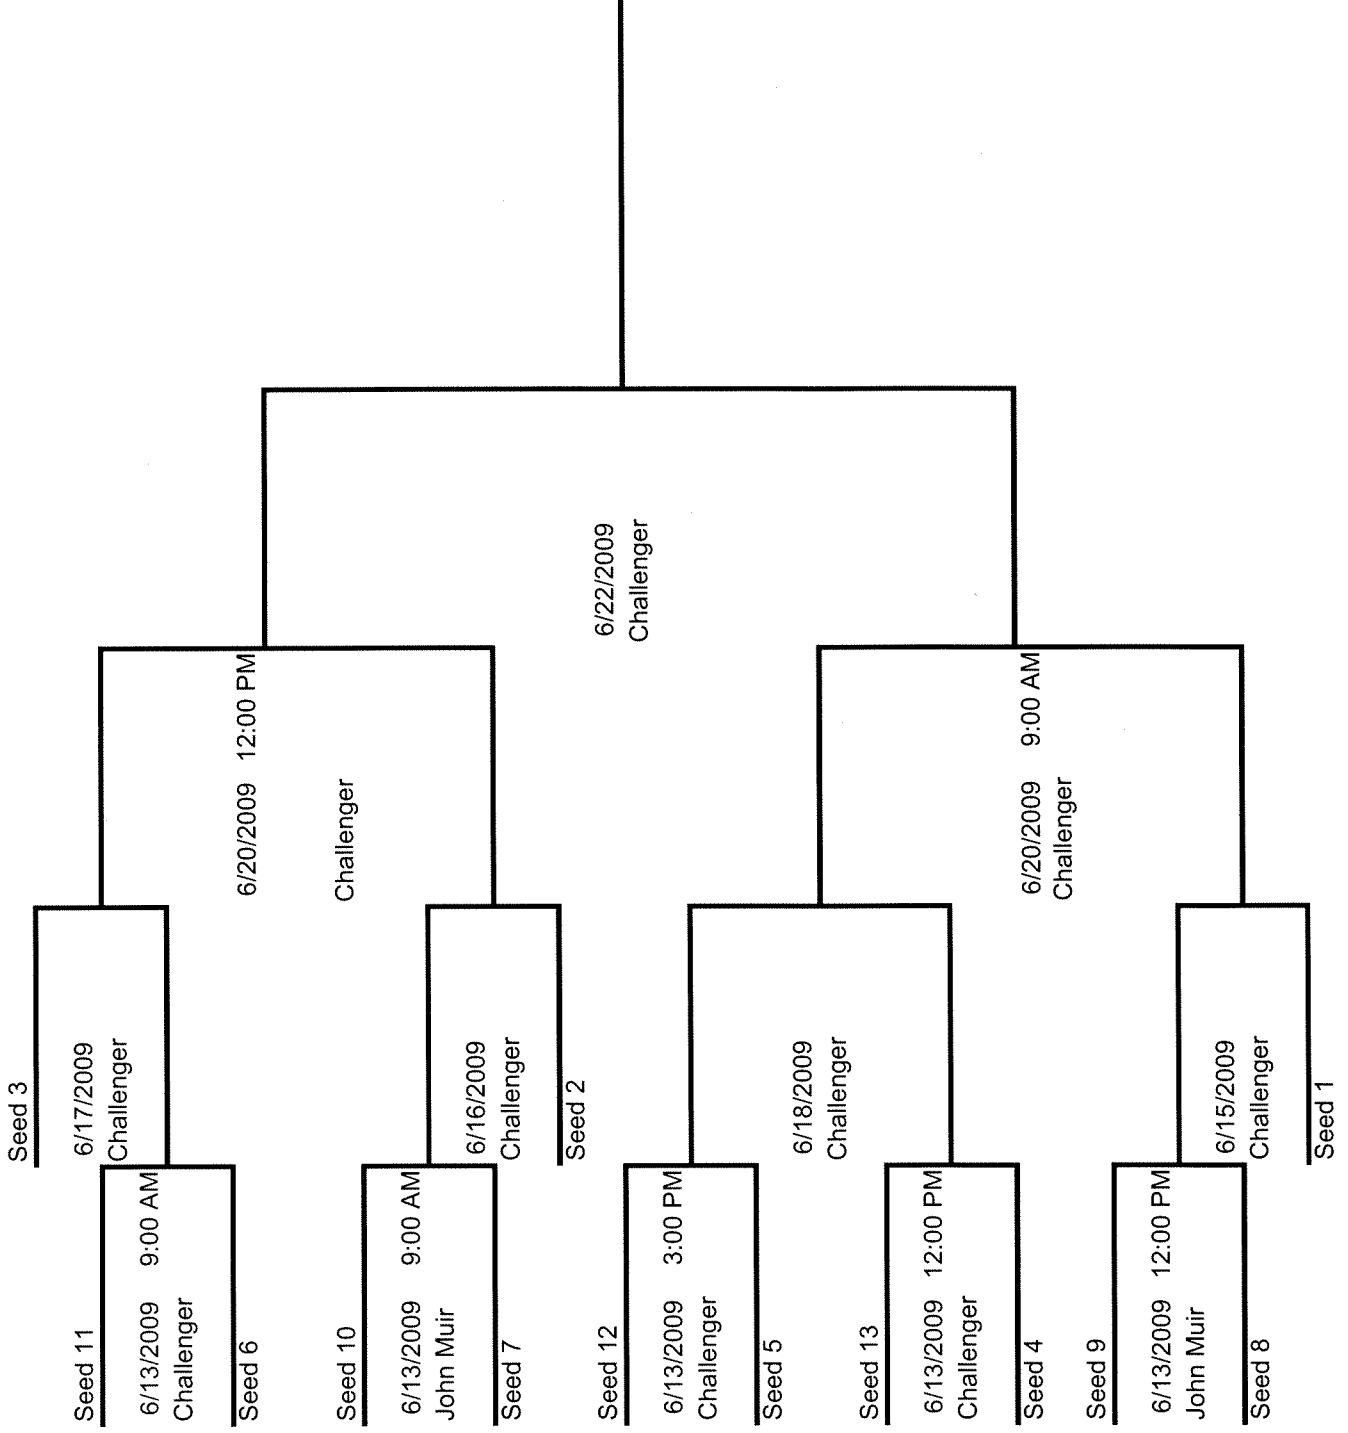 Seed 3
6/17/2009
Challenger
Seed 11
6/13/2009 9:00 AM
Challenger
Seed 6
6/20/2009 12:00 PM
Challenger
Seed 10
6/13/2009 9:00 AM
John Muir
Seed 7
6/16/2009
Challenger
Seed 2
6/22/2009
Challenger
Seed 12
6/13/2009 3:00 PM
Challenger
Seed 5
6/18/2009
Challenger
Seed 13
6/13/2009 12:00 PM
Challenger
Seed 4
6/20/2009 9:00 AM
Challenger
Seed 9
6/13/2009 12:00 PM
John Muir
Seed 8
6/15/2009
Challenger
Seed 1